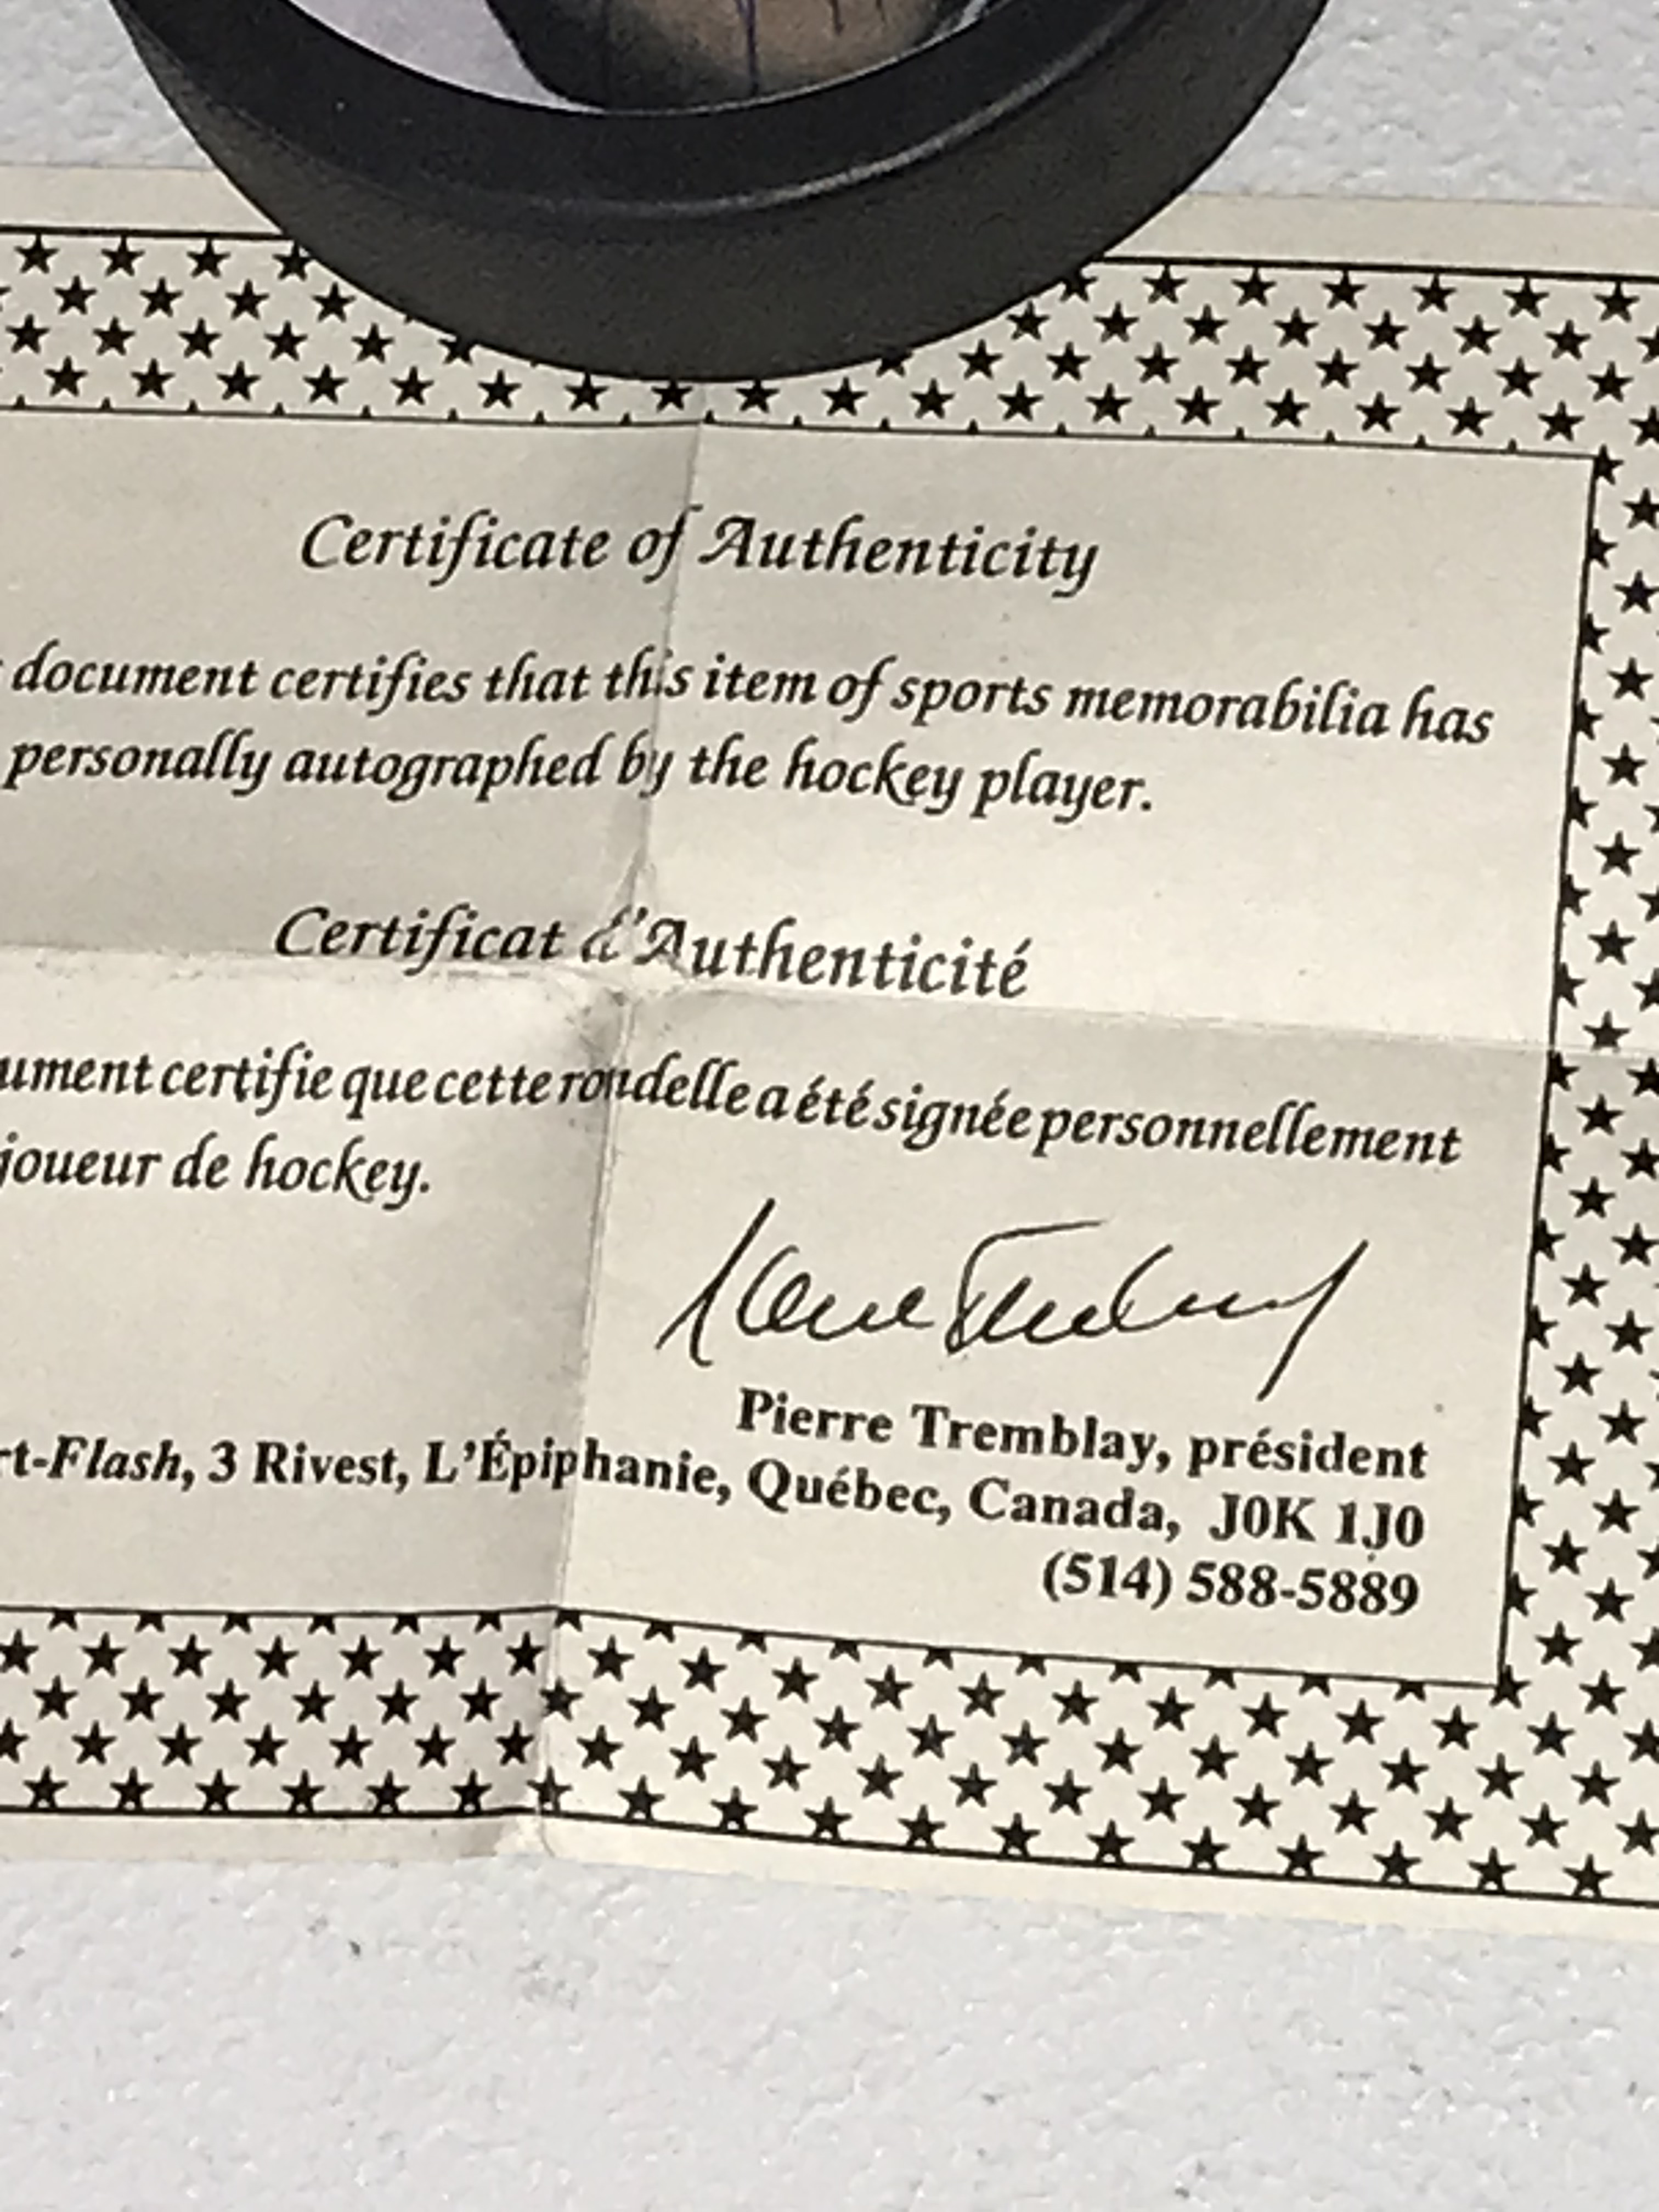 Certificate of Authenticity
document certifies that this item of sports memorabilia has
personally autographed by the hockey player.
Certificat d'Authenticité
ument certifie que cette rondelle a été signée personnellement
joueur de hockey.
Pierre Tremblay, président
rt-Flash, 3 Rivest, L'Épiphanie, Québec, Canada, J0K 1J0
(514) 588-5889